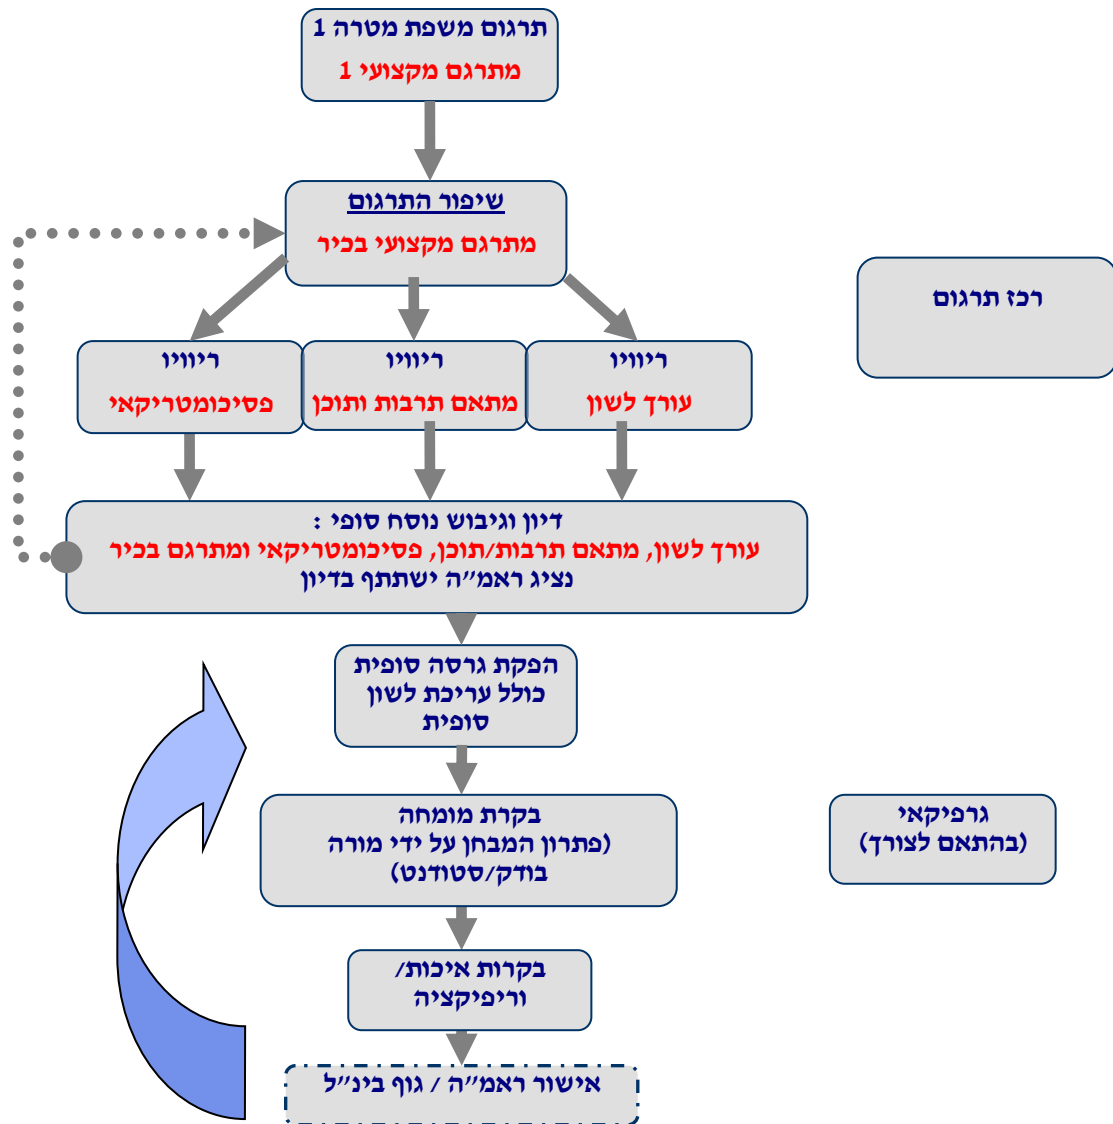 תרגום משפת מטרה 1
מתרגם מקצועי 1
שיפור התרגום
מתרגם מקצועי בכיר
רכז תרגום
ריוויו
עורך לשון
ריוויו
מתאם תרבות ותוכן
ריוויו
פסיכומטריקאי
דיון וגיבוש נוסח סופי :
עורך לשון, מתאם תרבות/תוכן, פסיכומטריקאי ומתרגם בכיר
נציג ראמ״ה ישתתף בדיון
הפקת גרסה סופית
כולל עריכת לשון
סופית
בקרת מומחה
(פתרון המבחן על ידי מורה
בודק/סטודנט)
גרפיקאי
(בהתאם לצורך)
בקרות איכות/
וריפיקציה
אישור ראמ״ה / גוף בינ״ל